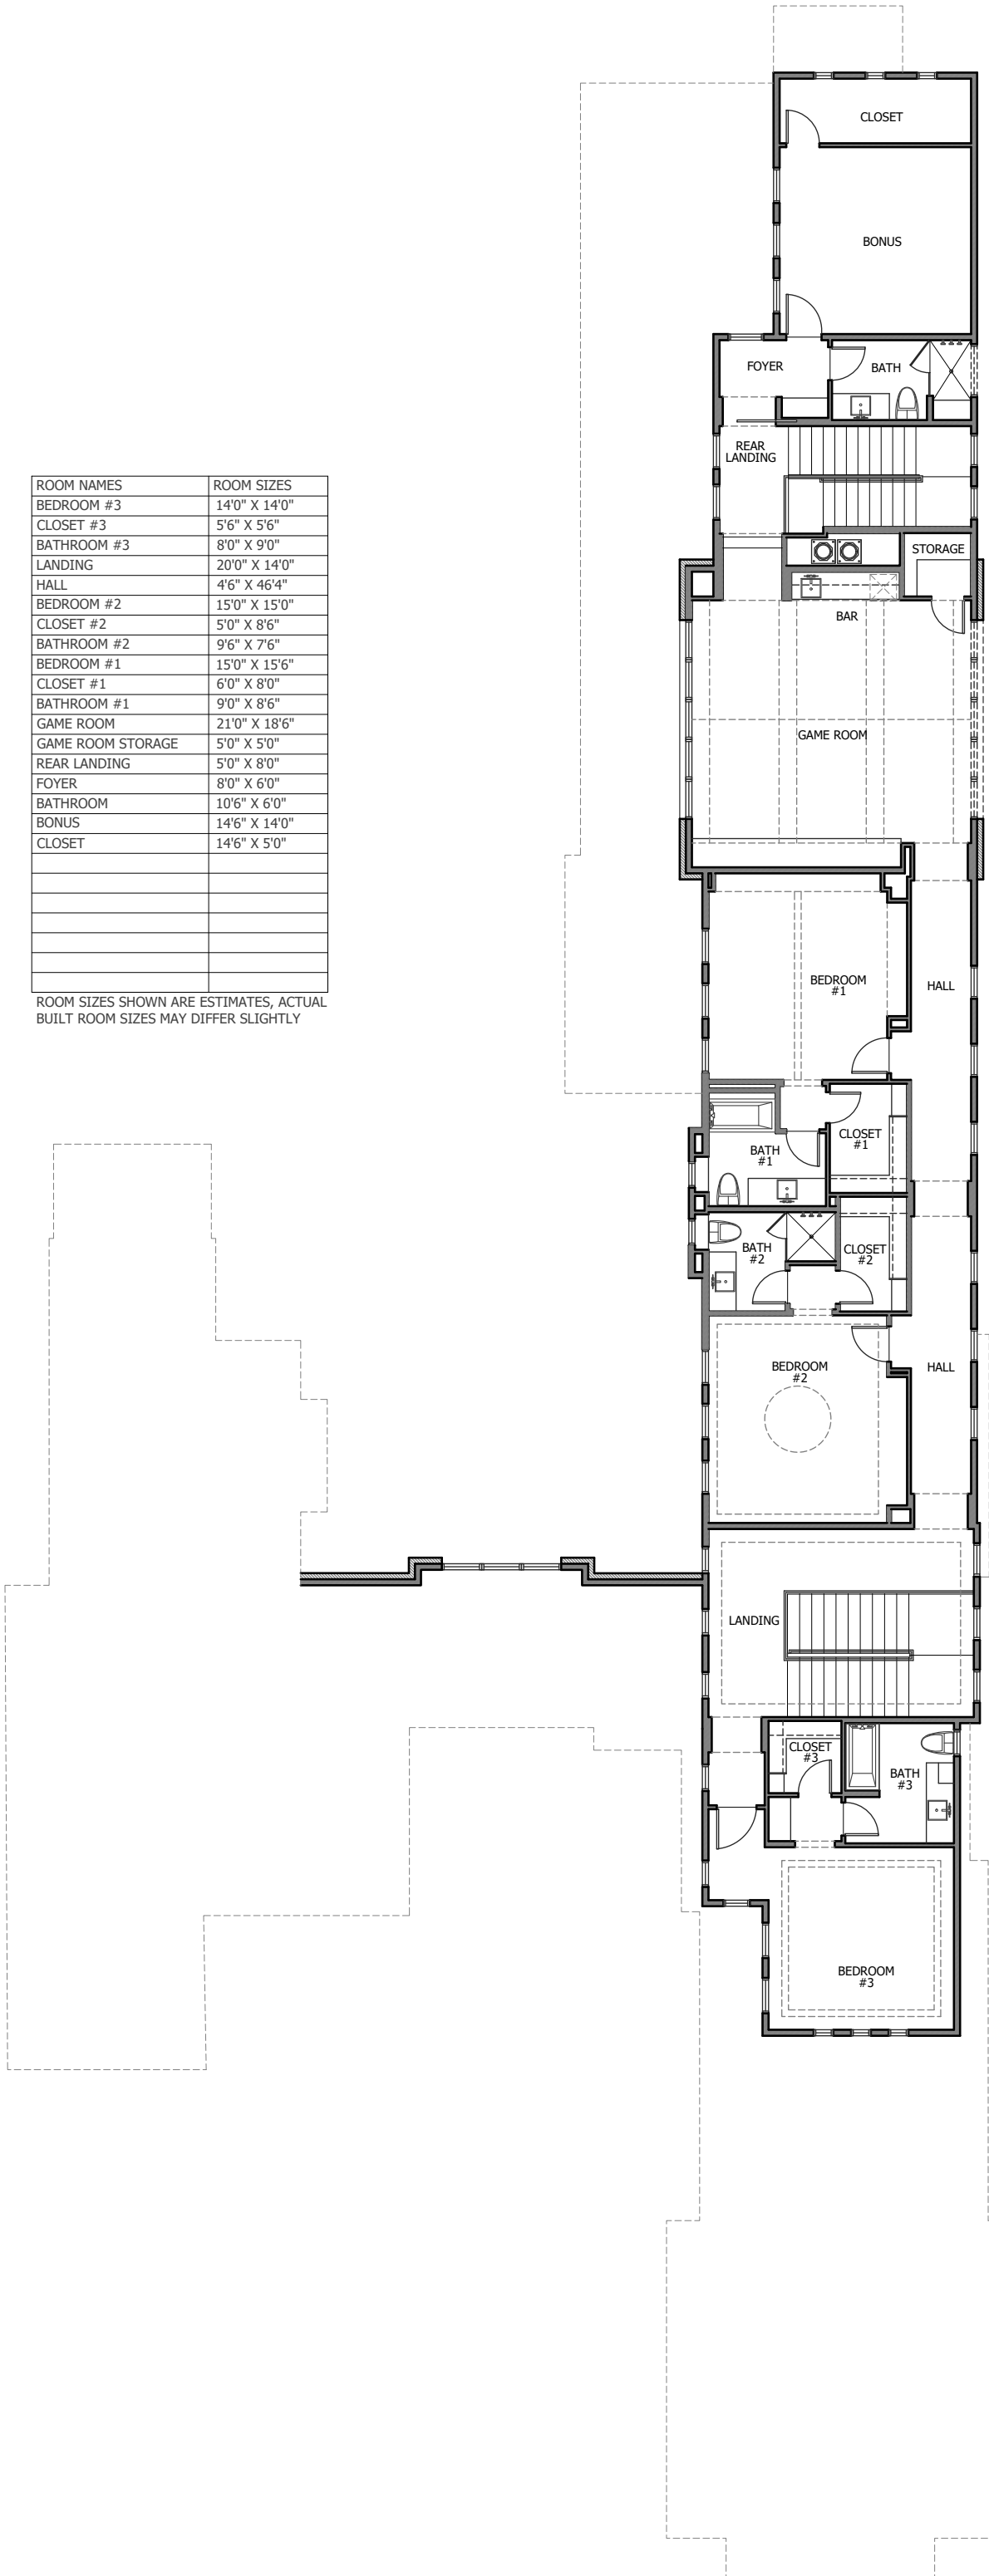 CLOSET
BONUS
FOYER
BATH
REAR
LANDING
STORAGE
BAR
GAME ROOM
ROOM NAMES ROOM SIZES
BEDROOM #3 14'0" X 14'0"
CLOSET #3 5'6" X 5'6"
BATHROOM #3 8'0" X 9'0"
LANDING 20'0" X 14'0"
HALL 4'6" X 46'4"
BEDROOM #2 15'0" X 15'0"
CLOSET #2 5'0" X 8'6"
BATHROOM #2 9'6" X 7'6"
BEDROOM #1 15'0" X 15'6"
CLOSET #1 6'0" X 8'0"
BATHROOM #1 9'0" X 8'6"
GAME ROOM 21'0" X 18'6"
GAME ROOM STORAGE 5'0" X 5'0"
REAR LANDING 5'0" X 8'0"
FOYER 8'0" X 6'0"
BATHROOM 10'6" X 6'0"
BONUS 14'6" X 14'0"
CLOSET 14'6" X 5'0"
ROOM SIZES SHOWN ARE ESTIMATES, ACTUAL
BUILT ROOM SIZES MAY DIFFER SLIGHTLY
BEDROOM
#1
HALL
CLOSET
#1
BATH
#1
BATH
#2
CLOSET
#2
BEDROOM
#2
HALL
LANDING
CLOSET
#3
BATH
#3
BEDROOM
#3